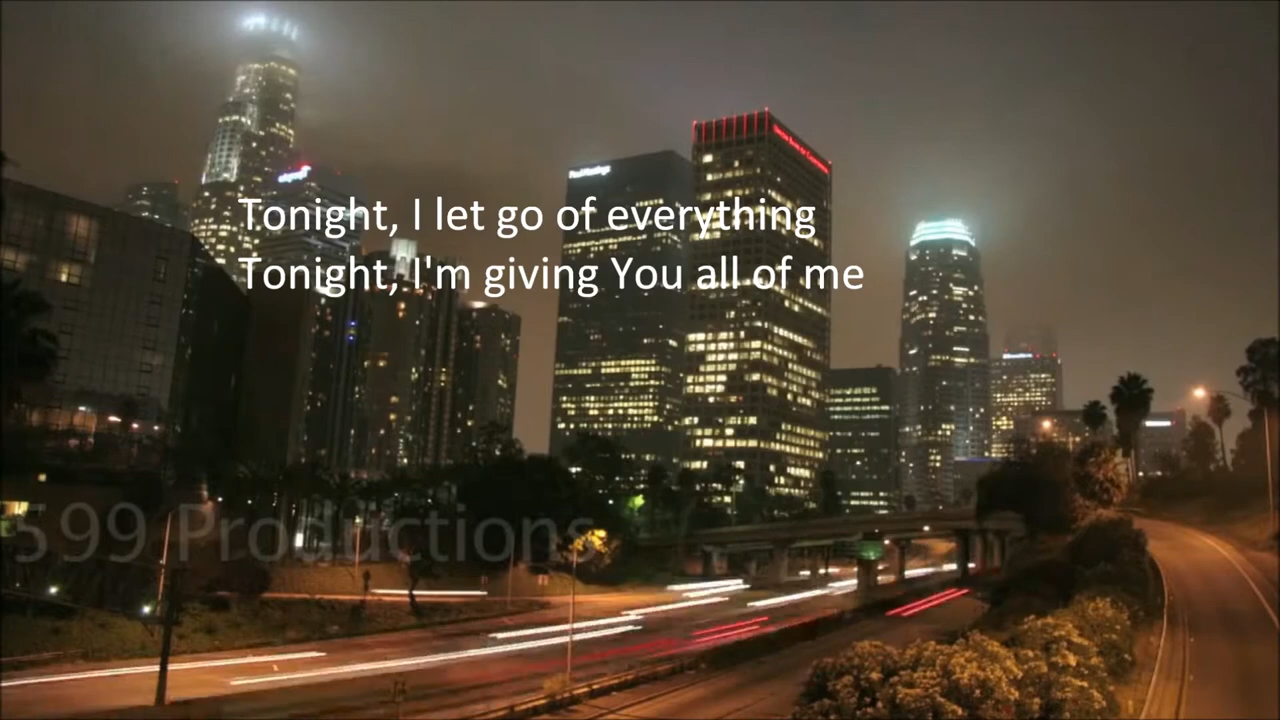 Tonight, I let go of everything
Tonight, I'm giving You all of me
599 Productions